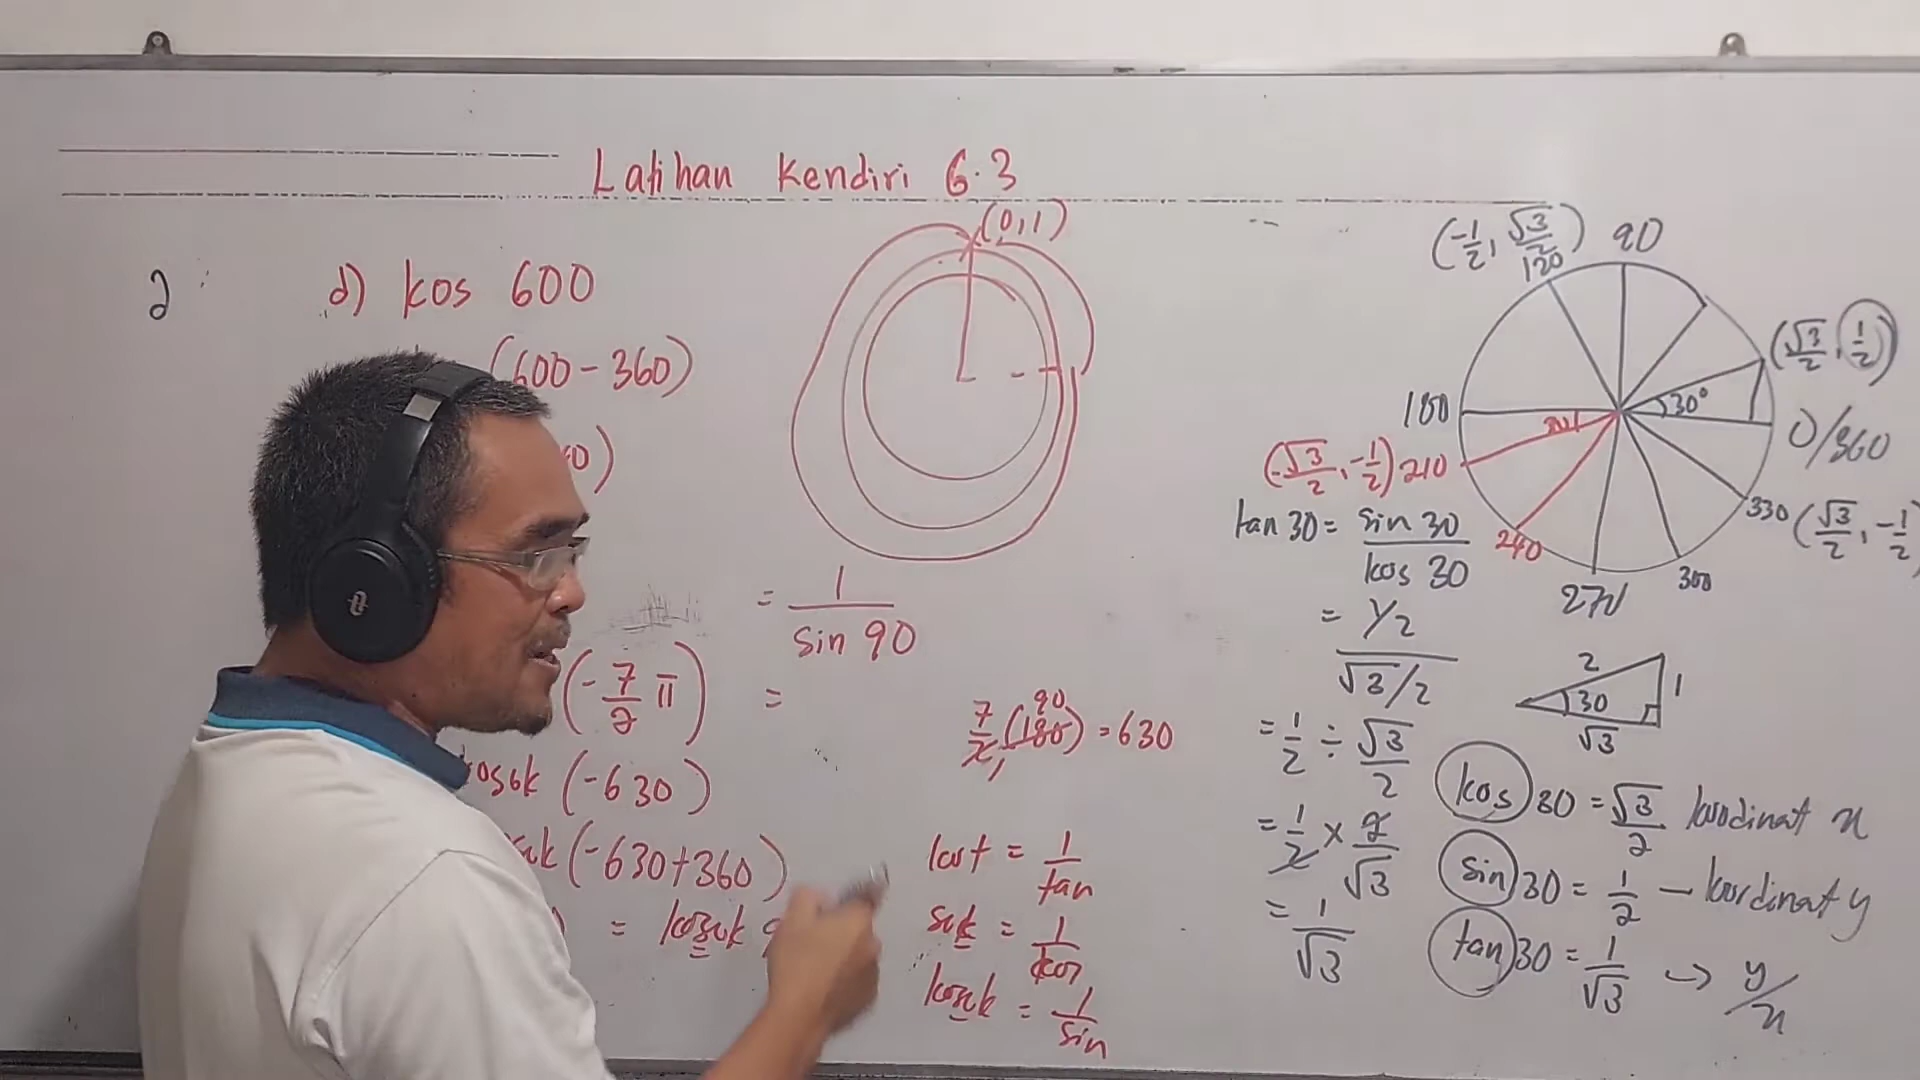 Latihan Kendiri 6.3
2 d) kos 600
(600-360)
0)
(-7/2 π) =
kosek (-630)
sek (-630+360)
) = kosek 9
(0,1)
= 1/sin 90
7/2 (180) = 630
90
1
kot = 1/tan
sek = 1/kos
kosek = 1/sin
(-1/2, √3/2)
120
90
(√3/2, 1/2)
30°
0/360
180
(-√3/2, -1/2) 210
240
270
300
330 (√3/2, -1/2)
tan 30 = sin 30/kos 30
= 1/2
√3/2
= 1/2 ÷ √3/2
= 1/2 × 2/√3
= 1/√3
2
30
1
√3
kos 30 = √3/2 koordinat x
sin 30 = 1/2 - koordinat y
tan 30 = 1/√3 → y/x